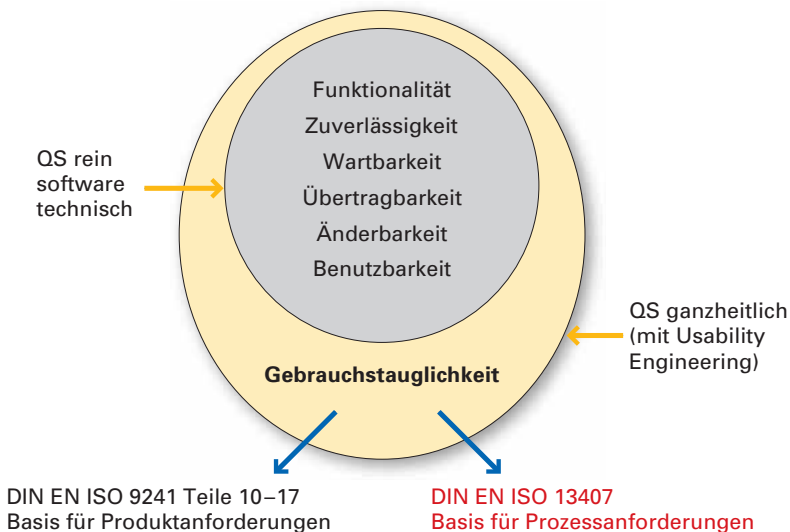 Funktionalität
Zuverlässigkeit
Wartbarkeit
Übertragbarkeit
Änderbarkeit
Benutzbarkeit
QS rein
software
technisch
QS ganzheitlich
(mit Usability
Engineering)
Gebrauchstauglichkeit
DIN EN ISO 9241 Teile 10–17
Basis für Produktanforderungen
DIN EN ISO 13407
Basis für Prozessanforderungen